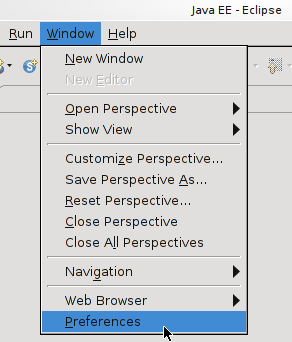 Java EE - Eclipse
Run Window Help
New Window
New Editor
Open Perspective
Show View
Customize Perspective...
Save Perspective As...
Reset Perspective...
Close Perspective
Close All Perspectives
Navigation
Web Browser
Preferences